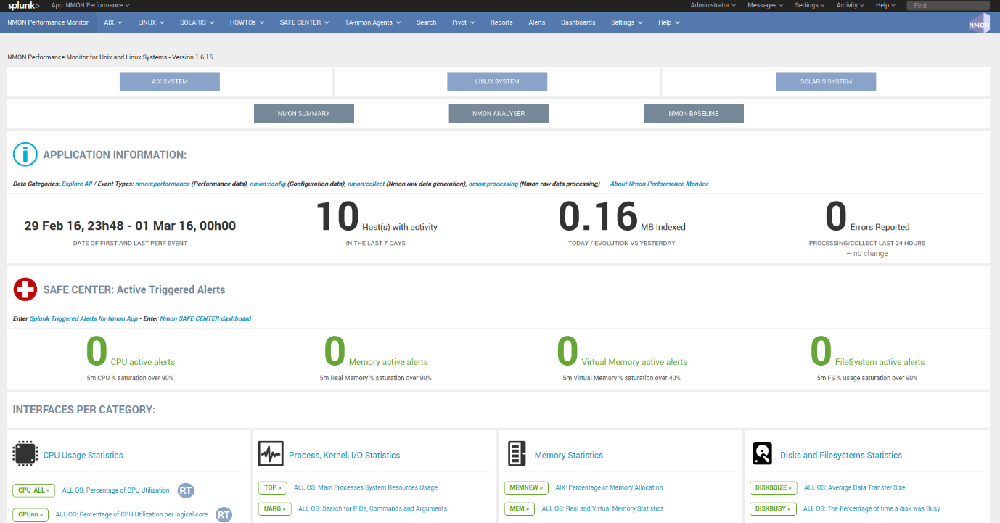 splunk> App: NMON Performance Administrator Messages Settings Activity Help Find
NMON Performance Monitor AIX LINUX SOLARIS HOWTOs SAFE CENTER TA-nmon Agents Search Pivot Reports Alerts Dashboards Settings Help NMON
NMON Performance Monitor for Unix and Linux Systems - Version 1.6.15
AIX SYSTEM LINUX SYSTEM SOLARIS SYSTEM
NMON SUMMARY NMON ANALYSER NMON BASELINE
APPLICATION INFORMATION:
Data Categories: Explore All / Event Types: nmon:performance (Performance data), nmon:config (Configuration data), nmon:collect (Nmon raw data generation), nmon:processing (Nmon raw data processing) - About Nmon Performance Monitor
29 Feb 16, 23h48 - 01 Mar 16, 00h00 10 Host(s) with activity 0.16 MB Indexed 0 Errors Reported
DATE OF FIRST AND LAST PERF EVENT IN THE LAST 7 DAYS TODAY / EVOLUTION VS YESTERDAY PROCESSING/COLLECT LAST 24 HOURS
— no change
SAFE CENTER: Active Triggered Alerts
Enter Splunk Triggered Alerts for Nmon App - Enter Nmon SAFE CENTER dashboard
0 CPU active alerts 0 Memory active alerts 0 Virtual Memory active alerts 0 FileSystem active alerts
5m CPU % saturation over 90% 5m Real Memory % saturation over 90% 5m Virtual Memory % saturation over 40% 5m FS % usage saturation over 90%
INTERFACES PER CATEGORY:
CPU Usage Statistics Process, Kernel, I/O Statistics Memory Statistics Disks and Filesystems Statistics
CPU_ALL » ALL OS: Percentage of CPU Utilization RT TOP » ALL OS: Main Processes System Resources Usage MEMNEW » AIX: Percentage of Memory Allocation DISKBSIZE » ALL OS: Average Data Transfer Size
CPUnn » ALL OS: Percentage of CPU Utilization per logical core RT UARG » ALL OS: Search for PIDs, Commands and Arguments MEM » ALL OS: Real and Virtual Memory Statistics DISKBUSY » ALL OS: The Percentage of time a disk was Busy